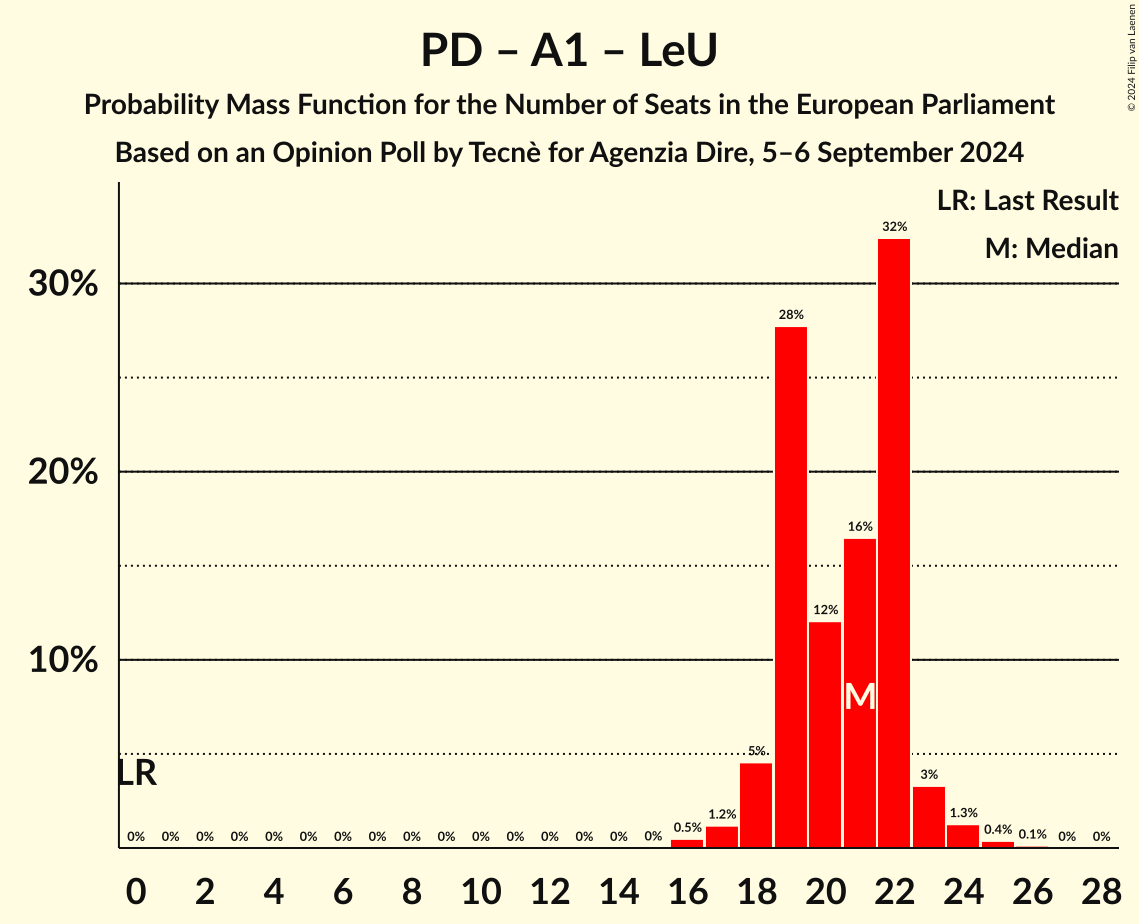 PD – A1 – LeU
Probability Mass Function for the Number of Seats in the European Parliament
Based on an Opinion Poll by Tecnè for Agenzia Dire, 5–6 September 2024
© 2024 Filip van Laenen
LR: Last Result
M: Median
32%
30%
28%
20%
16%
12%
10%
M
5%
LR
3%
0% 0% 0% 0% 0% 0% 0% 0% 0% 0% 0% 0% 0% 0% 0% 0% 0.5% 1.2% 1.3% 0.4% 0.1% 0% 0%
0 2 4 6 8 10 12 14 16 18 20 22 24 26 28